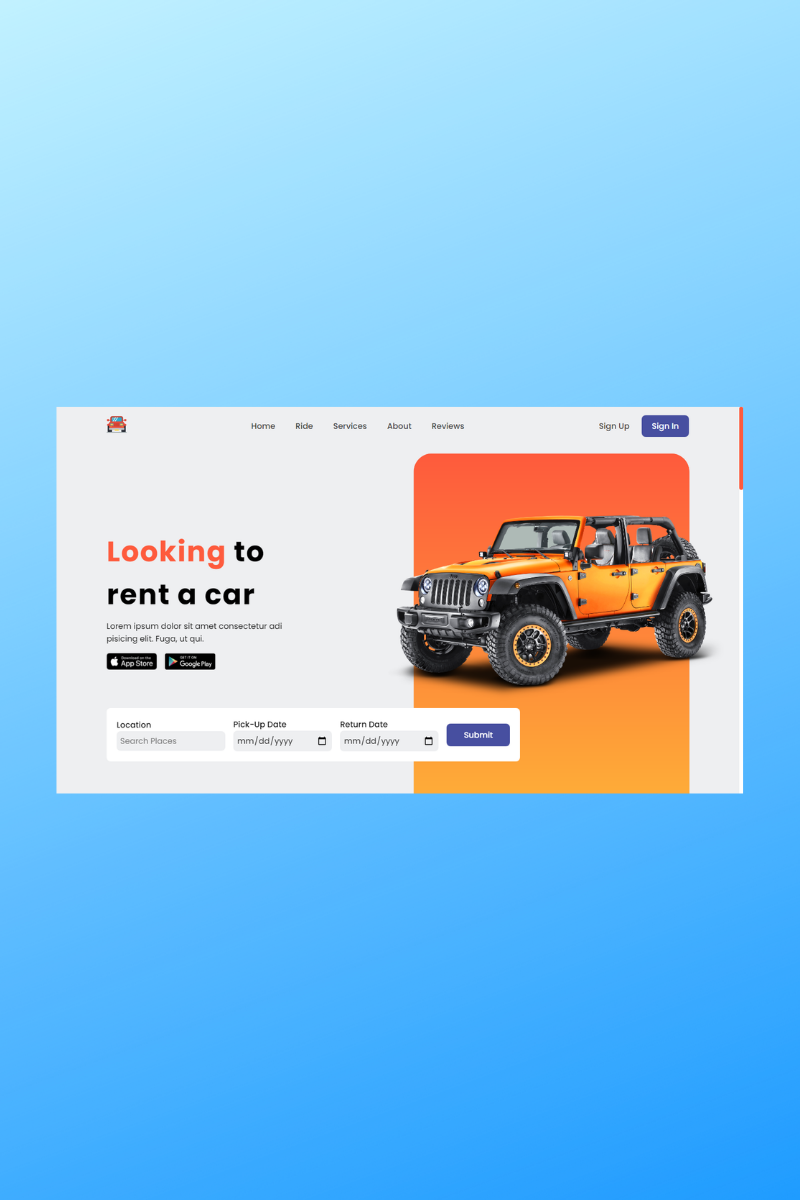 Home Ride Services About Reviews Sign Up Sign In
Looking to
rent a car
Lorem ipsum dolor sit amet consectetur adi
pisicing elit. Fuga, ut qui.
Download on the
App Store
GET IT ON
Google Play
Location
Search Places
Pick-Up Date
mm/dd/yyyy
Return Date
mm/dd/yyyy
Submit